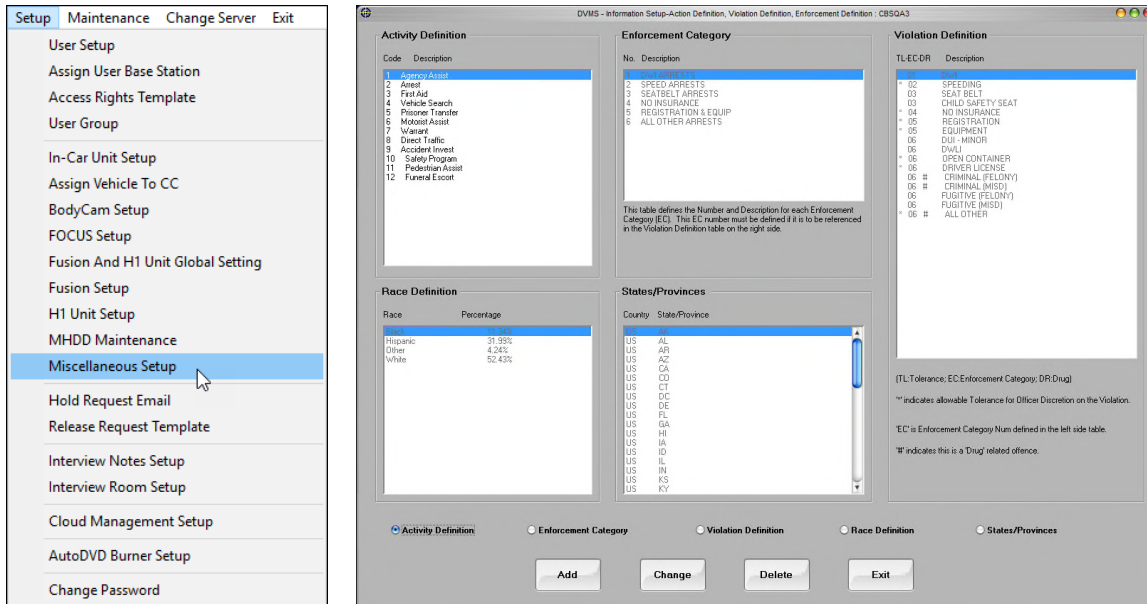 Setup Maintenance Change Server Exit
User Setup
Assign User Base Station
Access Rights Template
User Group
In-Car Unit Setup
Assign Vehicle To CC
BodyCam Setup
FOCUS Setup
Fusion And H1 Unit Global Setting
Fusion Setup
H1 Unit Setup
MHDD Maintenance
Miscellaneous Setup
Hold Request Email
Release Request Template
Interview Notes Setup
Interview Room Setup
Cloud Management Setup
AutoDVD Burner Setup
Change Password
DVMS - Information Setup-Action Definition, Violation Definition, Enforcement Definition : CBSQA3
Activity Definition
Code Description
1 Agency Assist
2 Arrest
3 First Aid
4 Vehicle Search
5 Prisoner Transfer
6 Motorist Assist
7 Warrant
8 Direct Traffic
9 Accident Invest
10 Safety Program
11 Pedestrian Assist
12 Funeral Escort
Enforcement Category
No. Description
1 DWI ARRESTS
2 SPEED ARRESTS
3 SEATBELT ARRESTS
4 NO INSURANCE
5 REGISTRATION & EQUIP
6 ALL OTHER ARRESTS
This table defines the Number and Description for each Enforcement
Category (EC). This EC number must be defined if it is to be referenced
in the Violation Definition table on the right side.
Violation Definition
TL-EC-DR Description
01 DWI
* 02 SPEEDING
03 SEAT BELT
03 CHILD SAFETY SEAT
* 04 NO INSURANCE
* 05 REGISTRATION
* 05 EQUIPMENT
06 DUI - MINOR
06 DWLI
* 06 OPEN CONTAINER
* 06 DRIVER LICENSE
06 # CRIMINAL (FELONY)
06 # CRIMINAL (MISD)
06 FUGITIVE (FELONY)
06 FUGITIVE (MISD)
* 06 # ALL OTHER
(TL:Tolerance; EC:Enforcement Category; DR:Drug)
'*' indicates allowable Tolerance for Officer Discretion on the Violation.
'EC' is Enforcement Category Num defined in the left side table.
'#' indicates this is a 'Drug' related offence.
Race Definition
Race Percentage
Black 11.34%
Hispanic 31.99%
Other 4.24%
White 52.43%
States/Provinces
Country State/Province
US AK
US AL
US AR
US AZ
US CA
US CO
US CT
US DC
US DE
US FL
US GA
US HI
US IA
US ID
US IL
US IN
US KS
US KY
Activity Definition Enforcement Category Violation Definition Race Definition States/Provinces
Add Change Delete Exit